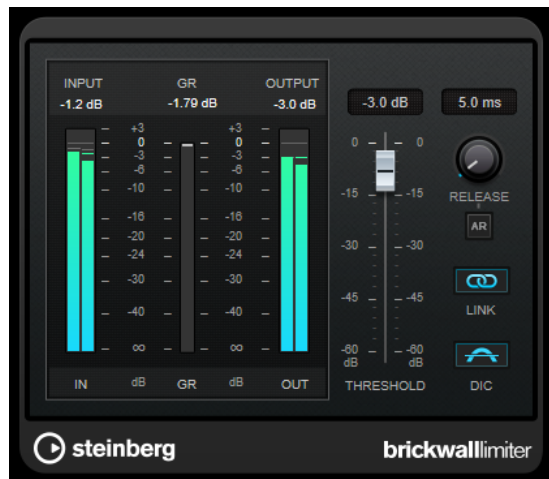 INPUT GR OUTPUT
-1.2 dB -1.79 dB -3.0 dB
-3.0 dB 5.0 ms
+3 +3
0 0
-3 -3
-6 -6
-10 -10
-16 -16
-20 -20
-24 -24
-30 -30
-40 -40
∞ ∞
IN dB GR dB OUT
0 0
-15 -15
-30 -30
-45 -45
-60 -60
dB dB
THRESHOLD
RELEASE
AR
LINK
DIC
steinberg
brickwalllimiter